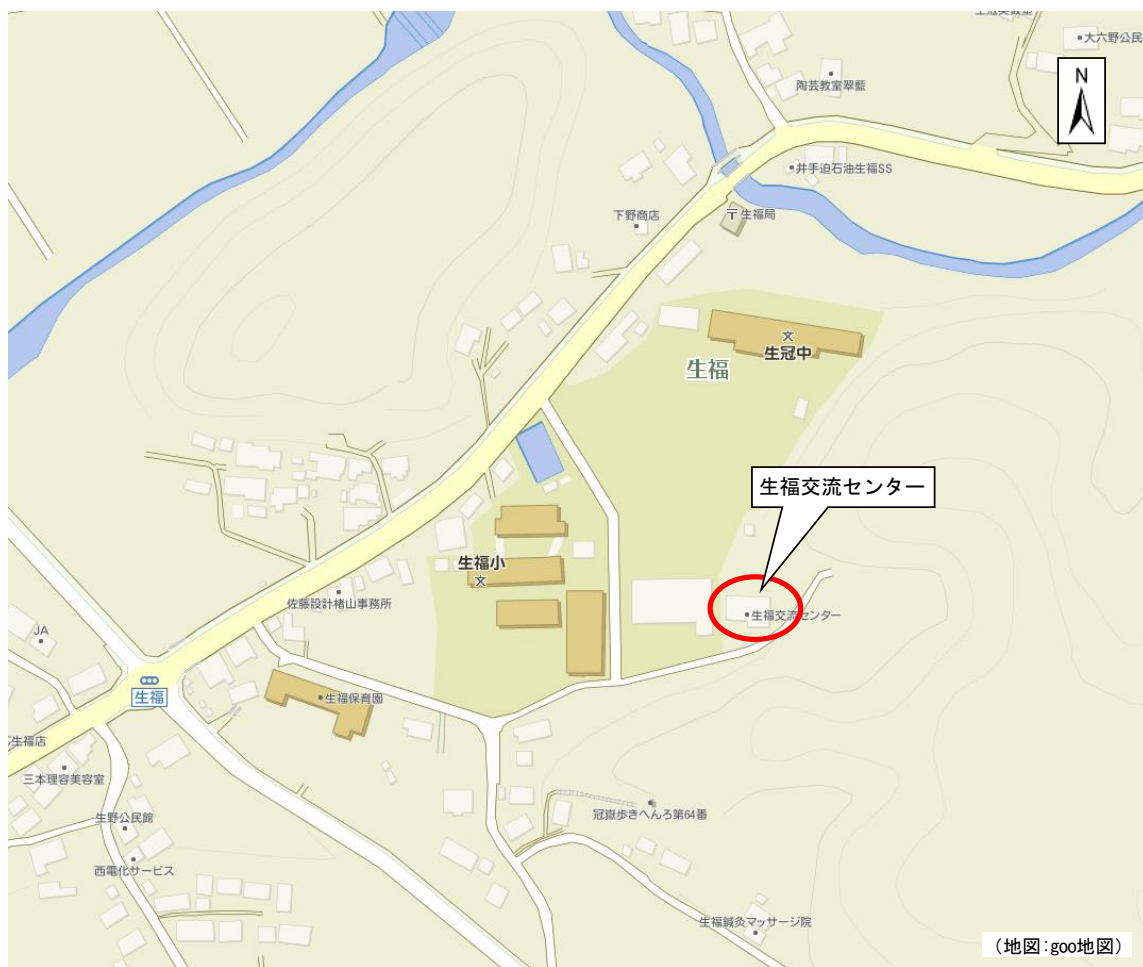 大六野公民
N
陶芸教室翠藍
井手迫石油生福SS
下野商店
〒生福局
文
生冠中
生福
生福交流センター
生福小
文
佐藤設計楮山事務所
生福交流センター
JA
生福保育園
生福
生福店
三本理容美容室
冠嶽歩きへんろ第64番
生野公民館
西電化サービス
生福鍼灸マッサージ院
（地図：goo地図）